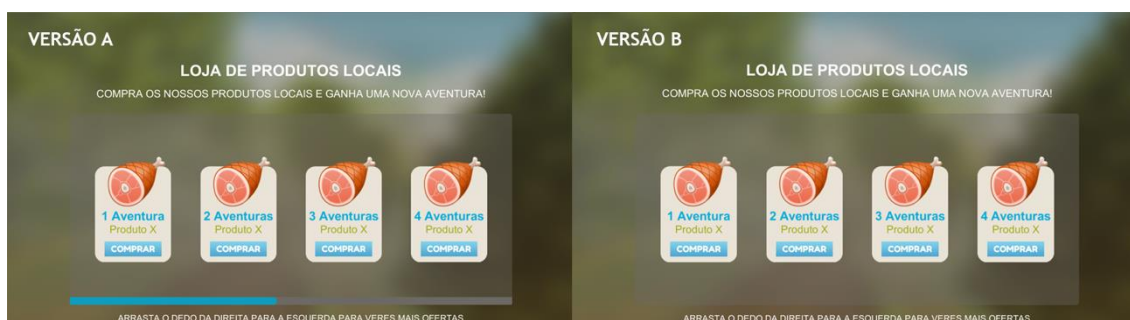 VERSÃO A
LOJA DE PRODUTOS LOCAIS
COMPRA OS NOSSOS PRODUTOS LOCAIS E GANHA UMA NOVA AVENTURA!
1 Aventura
Produto X
COMPRAR
2 Aventuras
Produto X
COMPRAR
3 Aventuras
Produto X
COMPRAR
4 Aventuras
Produto X
COMPRAR
ARRASTA O DEDO DA DIREITA PARA A ESQUERDA PARA VERES MAIS OFERTAS
VERSÃO B
LOJA DE PRODUTOS LOCAIS
COMPRA OS NOSSOS PRODUTOS LOCAIS E GANHA UMA NOVA AVENTURA!
1 Aventura
Produto X
COMPRAR
2 Aventuras
Produto X
COMPRAR
3 Aventuras
Produto X
COMPRAR
4 Aventuras
Produto X
COMPRAR
ARRASTA O DEDO DA DIREITA PARA A ESQUERDA PARA VERES MAIS OFERTAS